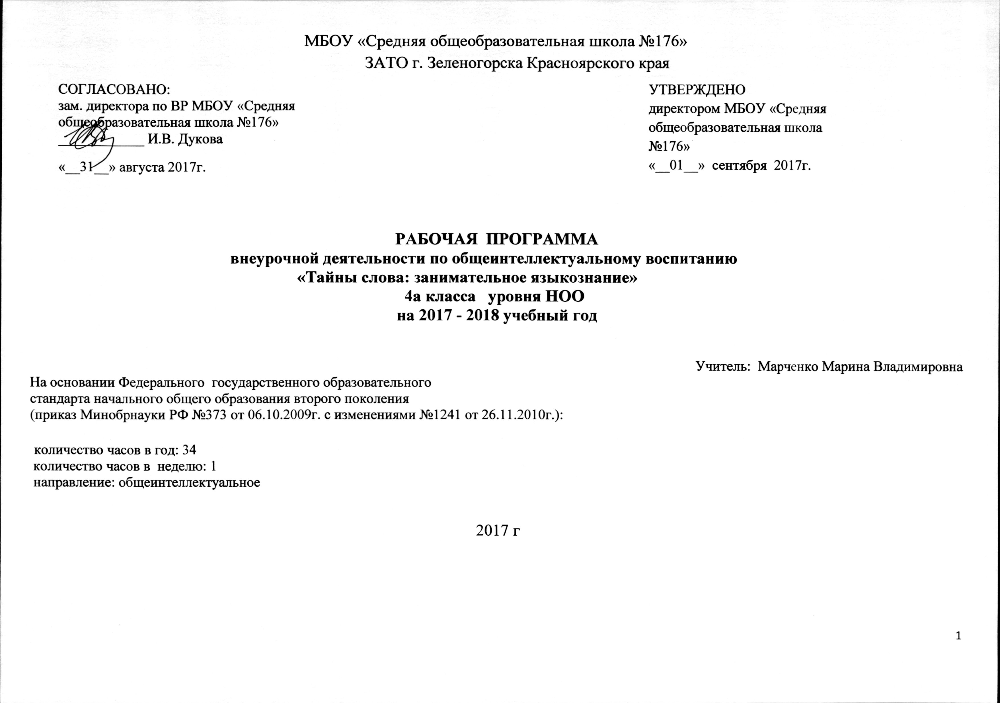 МБОУ «Средняя общеобразовательная школа №176»
ЗАТО г. Зеленогорска Красноярского края
СОГЛАСОВАНО:
зам. директора по ВР МБОУ «Средняя
общеобразовательная школа №176»
____________ И.В. Дукова
«__31__» августа 2017г.
УТВЕРЖДЕНО
директором МБОУ «Средняя
общеобразовательная школа
№176»
«__01__» сентября 2017г.
РАБОЧАЯ ПРОГРАММА
внеурочной деятельности по общеинтеллектуальному воспитанию
«Тайны слова: занимательное языкознание»
4а класса уровня НОО
на 2017 - 2018 учебный год
Учитель: Марченко Марина Владимировна
На основании Федерального государственного образовательного
стандарта начального общего образования второго поколения
(приказ Минобрнауки РФ №373 от 06.10.2009г. с изменениями №1241 от 26.11.2010г.):
количество часов в год: 34
количество часов в неделю: 1
направление: общеинтеллектуальное
2017 г
1